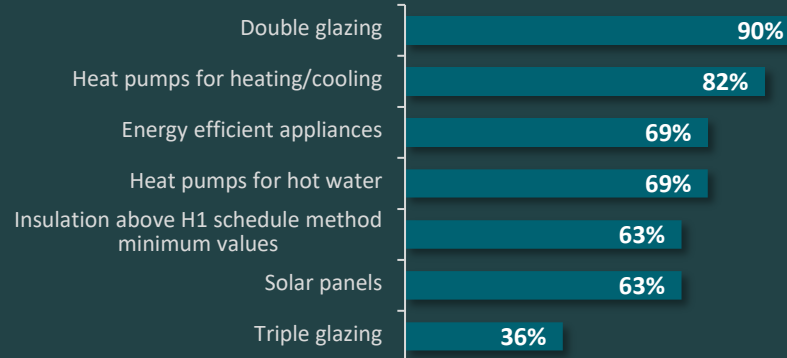 Double glazing
90%
Heat pumps for heating/cooling
82%
Energy efficient appliances
69%
Heat pumps for hot water
69%
Insulation above H1 schedule method
minimum values
63%
Solar panels
63%
Triple glazing
36%